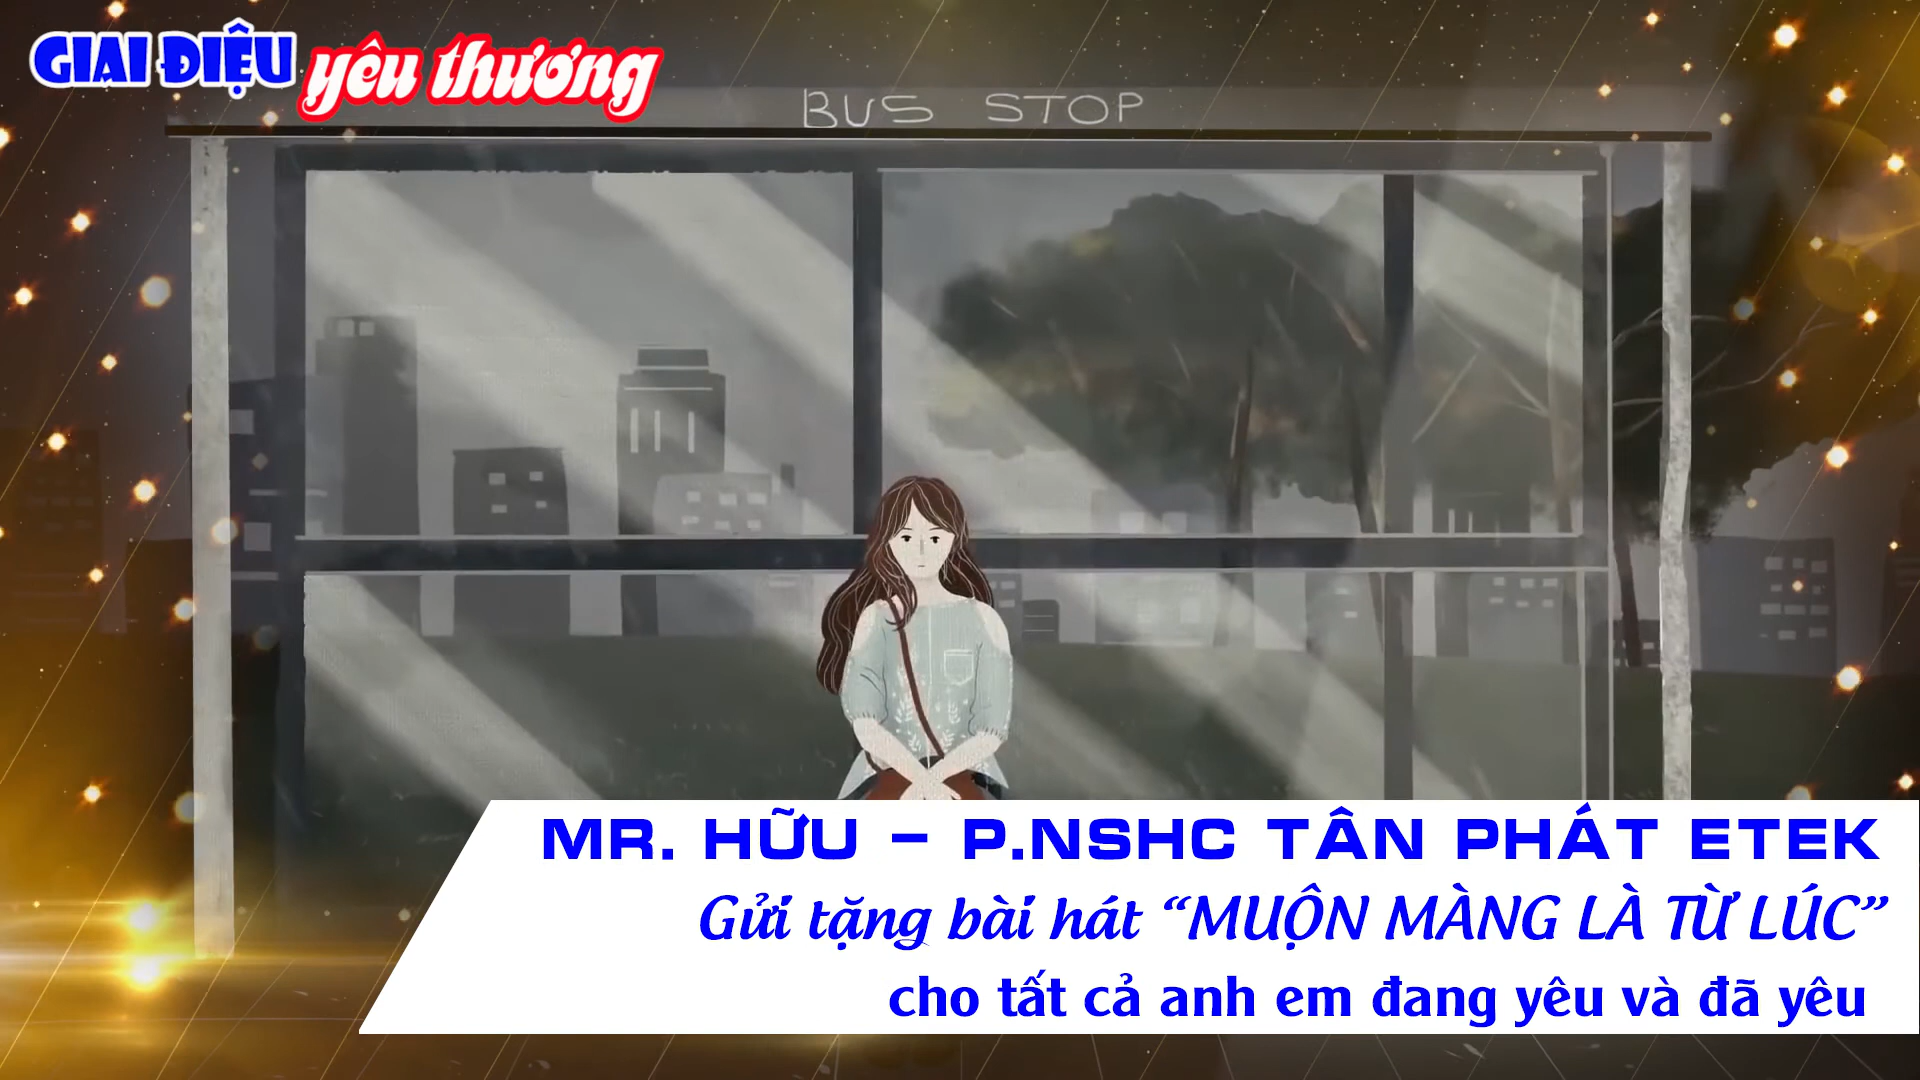 GIAI ĐIỆU yêu thương
BUS STOP
MR. HỮU – P.NSHC TÂN PHÁT ETEK
Gửi tặng bài hát “MUỘN MÀNG LÀ TỪ LÚC”
cho tất cả anh em đang yêu và đã yêu